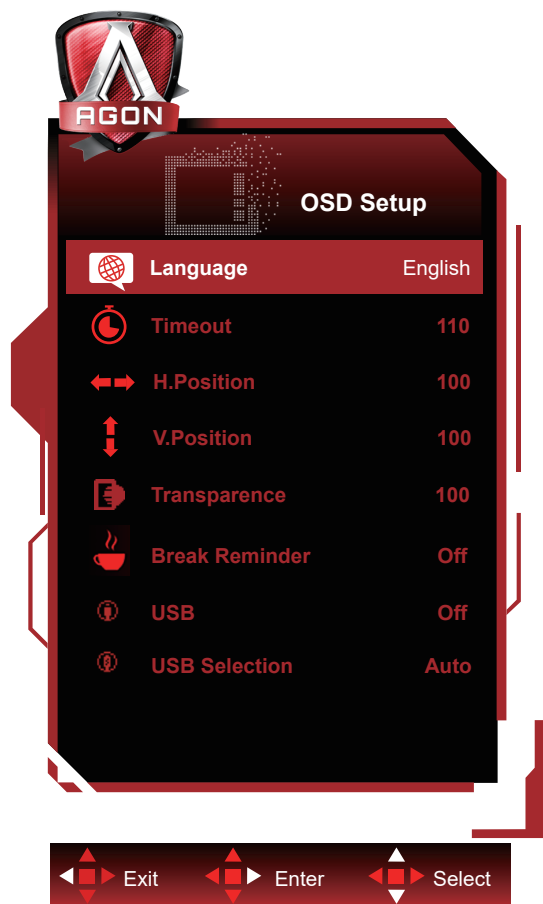 AGON
OSD Setup
Language English
Timeout 110
H.Position 100
V.Position 100
Transparence 100
Break Reminder Off
USB Off
USB Selection Auto
Exit Enter Select